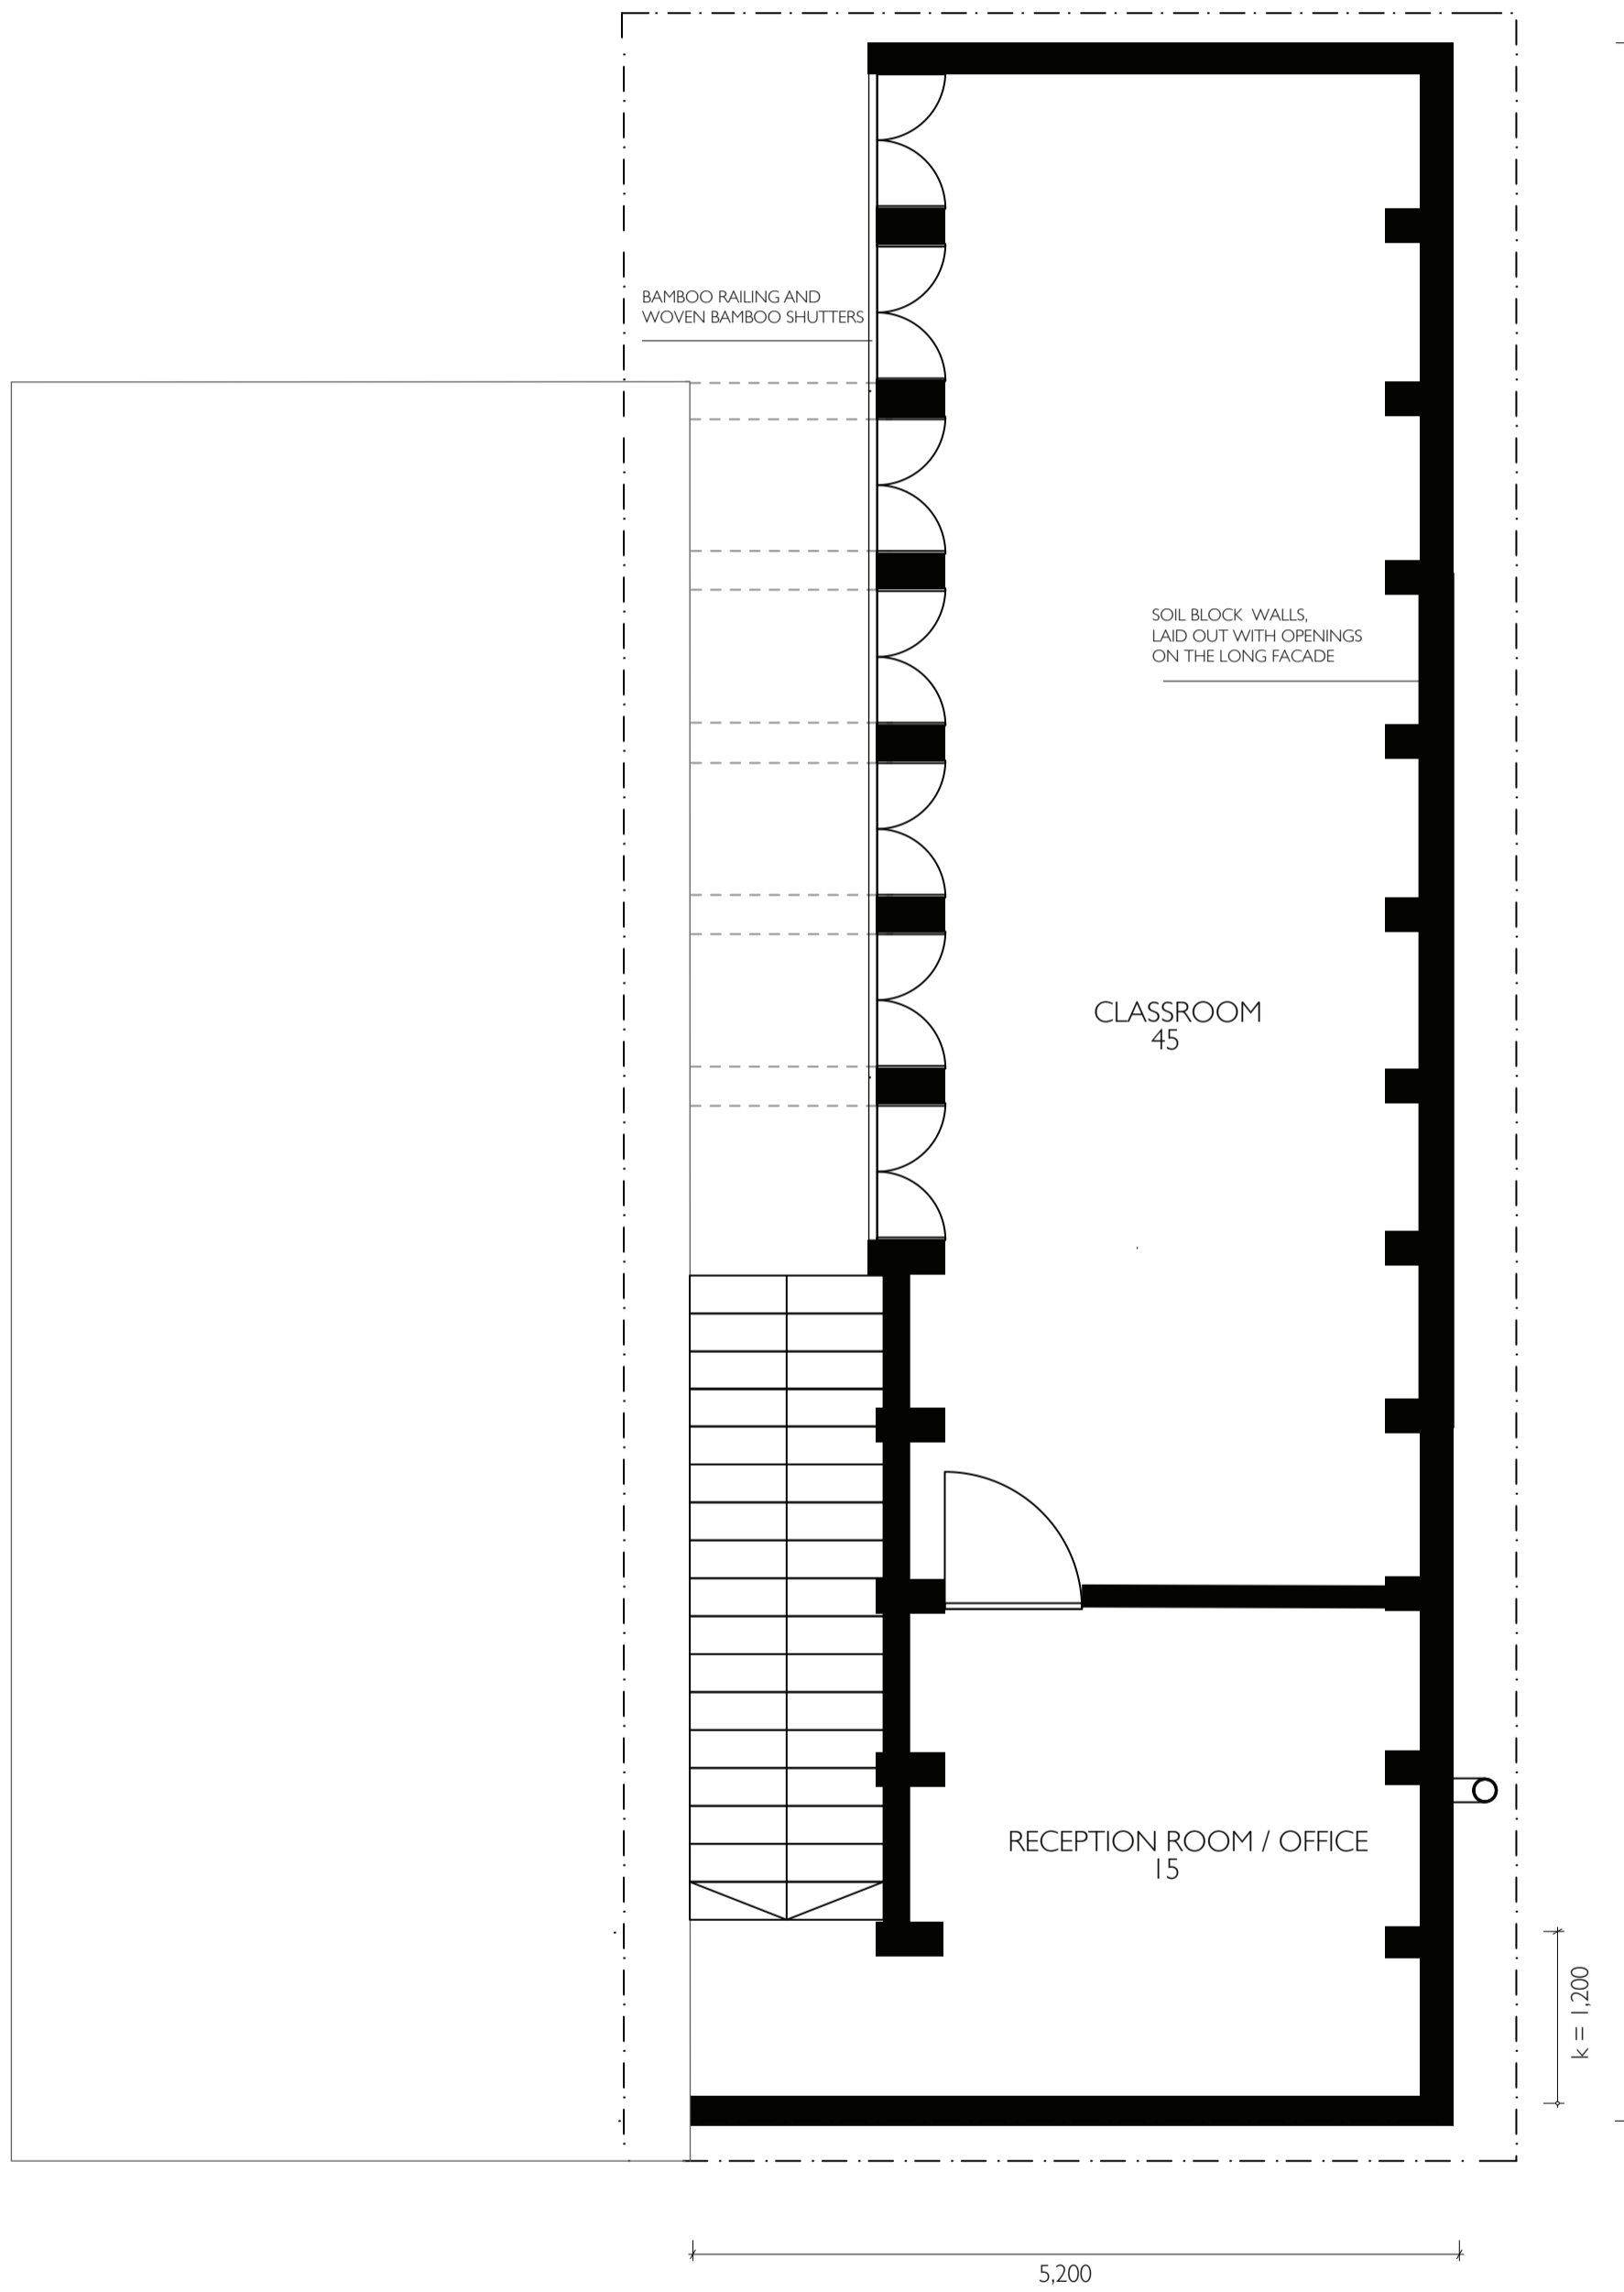 BAMBOO RAILING AND
WOVEN BAMBOO SHUTTERS
SOIL BLOCK WALLS,
LAID OUT WITH OPENINGS
ON THE LONG FACADE
CLASSROOM
45
RECEPTION ROOM / OFFICE
15
k = 1,200
5,200